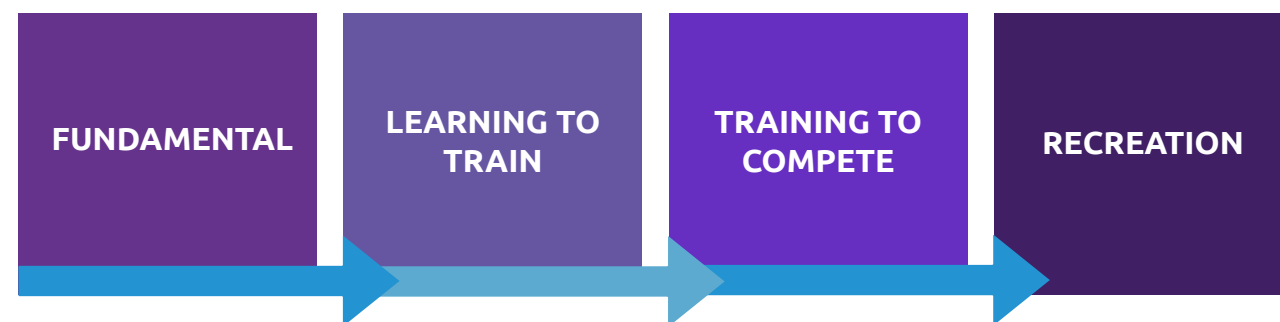 FUNDAMENTAL
LEARNING TO
TRAIN
TRAINING TO
COMPETE
RECREATION